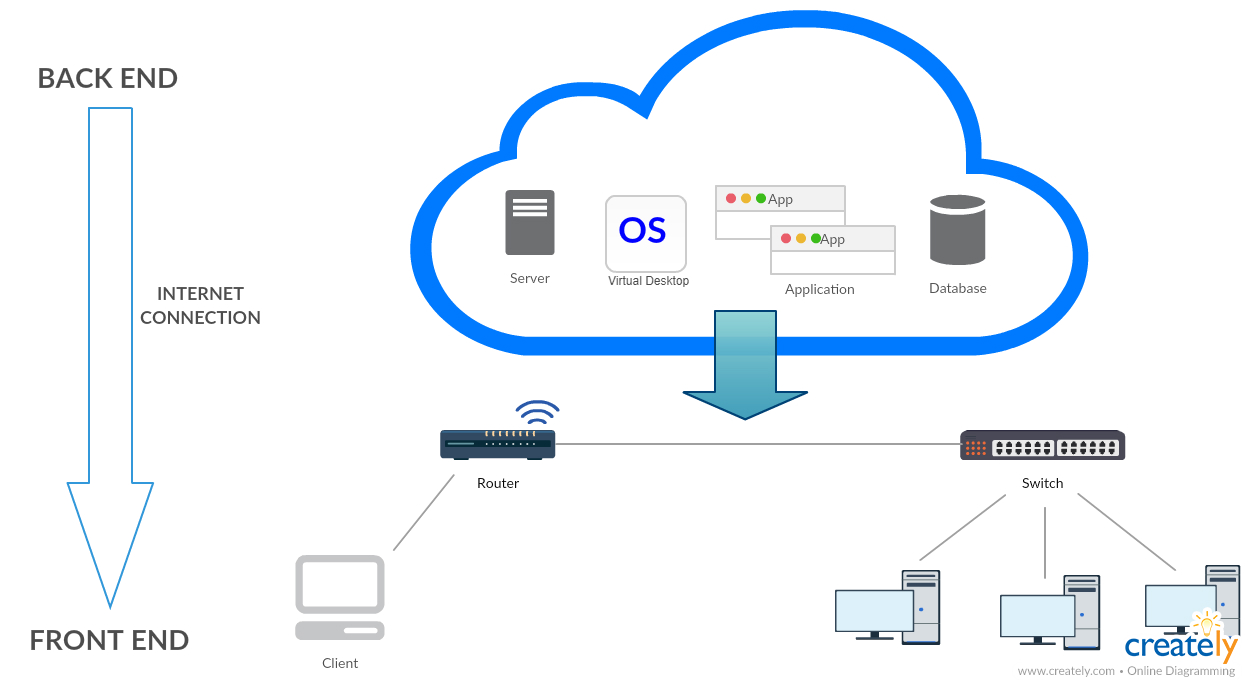 BACK END
App
OS
App
Server
Virtual Desktop
Application
Database
INTERNET
CONNECTION
Router
Switch
FRONT END
Client
creately
www.creately.com • Online Diagramming